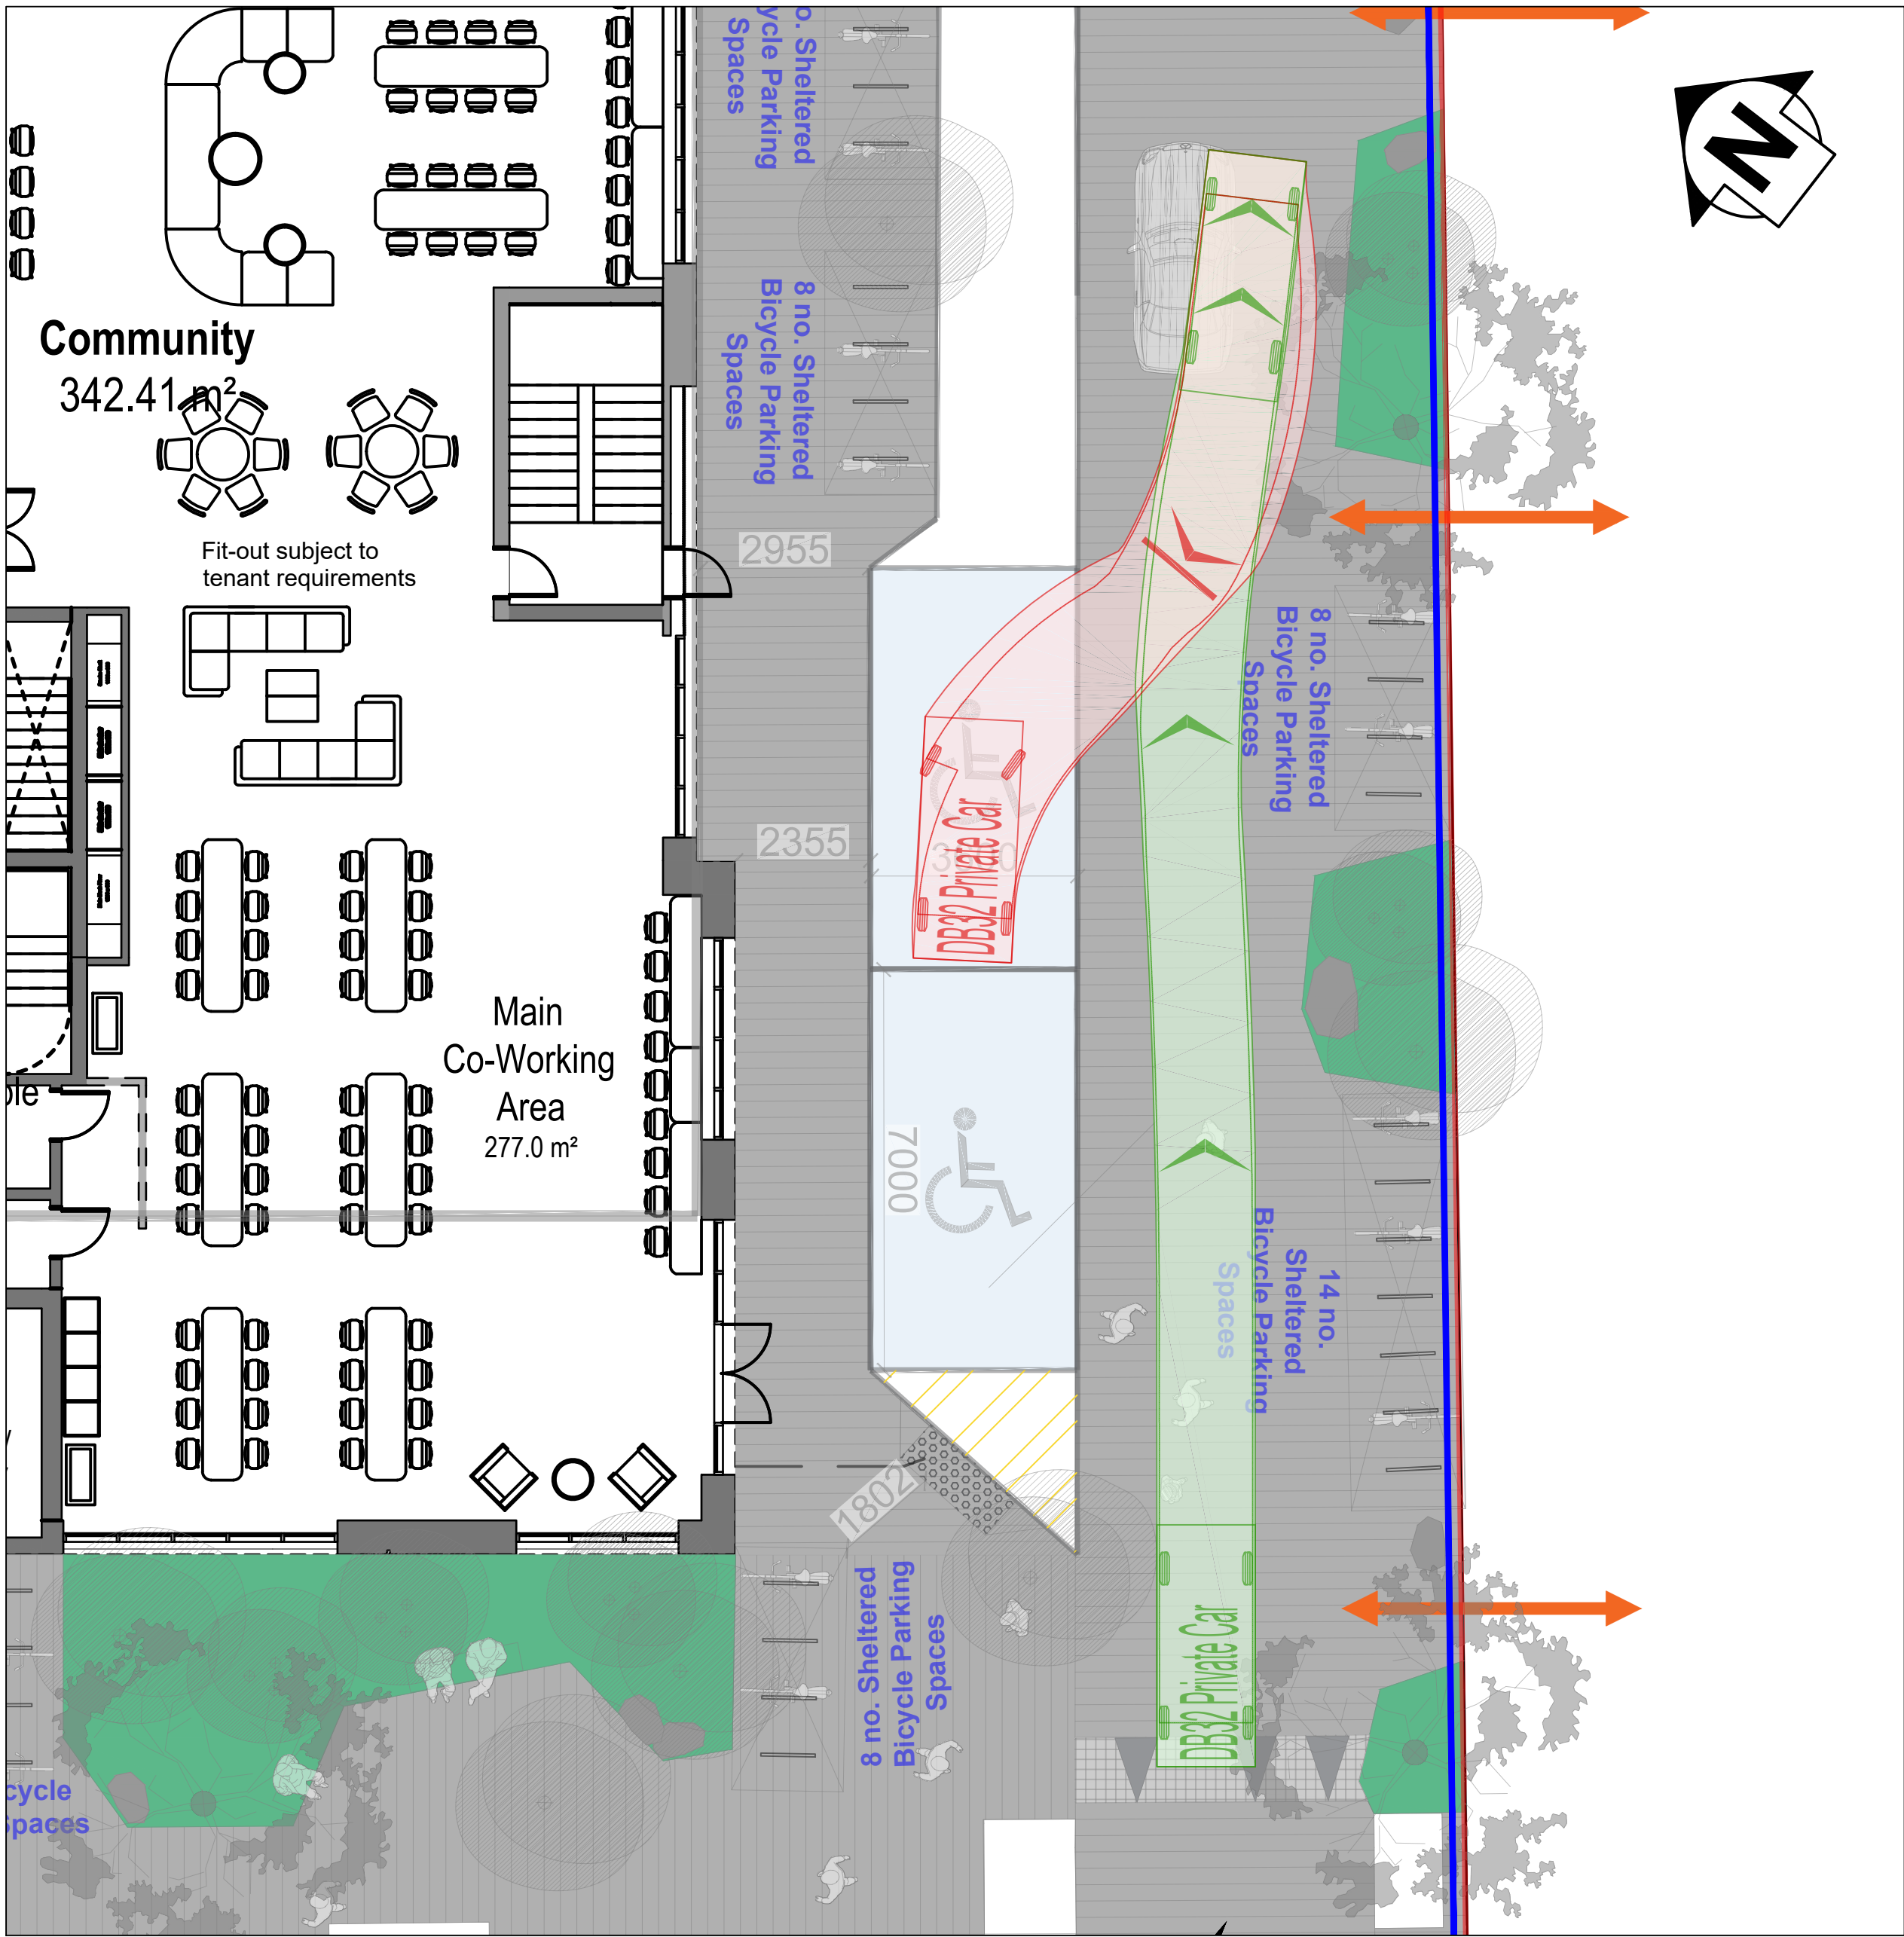 no. Sheltered
ycle Parking
Spaces
N
Community
342.41 m²
8 no. Sheltered
Bicycle Parking
Spaces
Fit-out subject to
tenant requirements
2955
8 no. Sheltered
Bicycle Parking
Spaces
2355
DB32 Private Car
Main
Co-Working
Area
277.0 m²
7000
ble
14 no.
Sheltered
Bicycle Parking
Spaces
1802
8 no. Sheltered
Bicycle Parking
Spaces
DB32 Private Car
cycle
Spaces